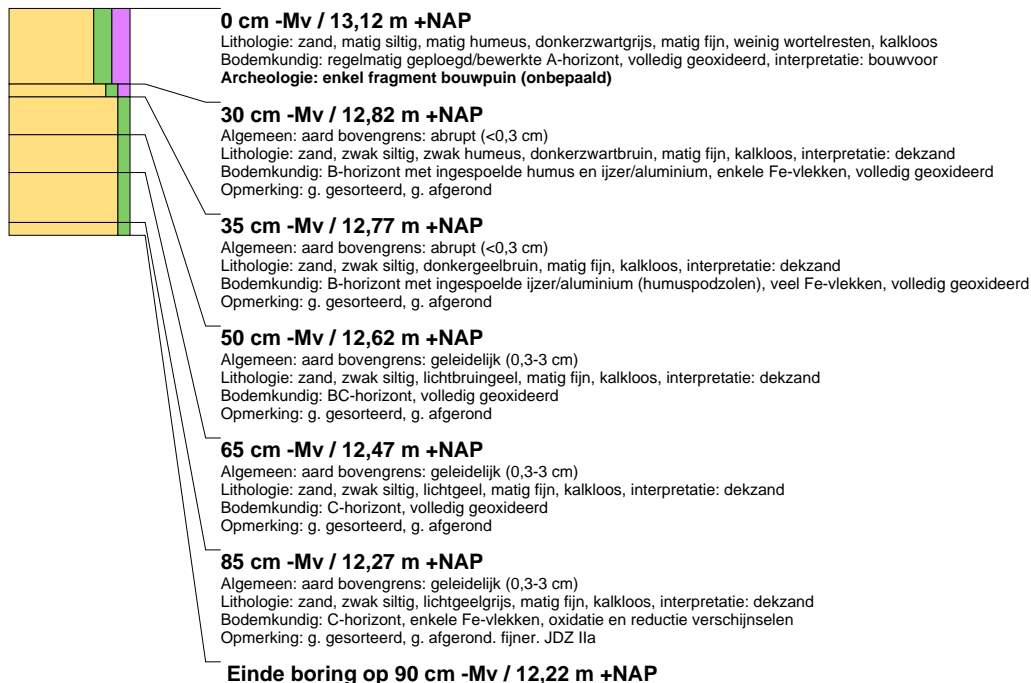 0 cm -Mv / 13,12 m +NAP
Lithologie: zand, matig siltig, matig humeus, donkerzwartgrijs, matig fijn, weinig wortelresten, kalkloos
Bodemkundig: regelmatig geploegd/bewerkte A-horizont, volledig geoxideerd, interpretatie: bouwvoor
Archeologie: enkel fragment bouwpuin (onbepaald)
30 cm -Mv / 12,82 m +NAP
Algemeen: aard bovengrens: abrupt (<0,3 cm)
Lithologie: zand, zwak siltig, zwak humeus, donkerzwartbruin, matig fijn, kalkloos, interpretatie: dekzand
Bodemkundig: B-horizont met ingespoelde humus en ijzer/aluminium, enkele Fe-vlekken, volledig geoxideerd
Opmerking: g. gesorteerd, g. afgerond
35 cm -Mv / 12,77 m +NAP
Algemeen: aard bovengrens: abrupt (<0,3 cm)
Lithologie: zand, zwak siltig, donkergeelbruin, matig fijn, kalkloos, interpretatie: dekzand
Bodemkundig: B-horizont met ingespoelde ijzer/aluminium (humuspodzolen), veel Fe-vlekken, volledig geoxideerd
Opmerking: g. gesorteerd, g. afgerond
50 cm -Mv / 12,62 m +NAP
Algemeen: aard bovengrens: geleidelijk (0,3-3 cm)
Lithologie: zand, zwak siltig, lichtbruingeel, matig fijn, kalkloos, interpretatie: dekzand
Bodemkundig: BC-horizont, volledig geoxideerd
Opmerking: g. gesorteerd, g. afgerond
65 cm -Mv / 12,47 m +NAP
Algemeen: aard bovengrens: geleidelijk (0,3-3 cm)
Lithologie: zand, zwak siltig, lichtgeel, matig fijn, kalkloos, interpretatie: dekzand
Bodemkundig: C-horizont, volledig geoxideerd
Opmerking: g. gesorteerd, g. afgerond
85 cm -Mv / 12,27 m +NAP
Algemeen: aard bovengrens: geleidelijk (0,3-3 cm)
Lithologie: zand, zwak siltig, lichtgeelgrijs, matig fijn, kalkloos, interpretatie: dekzand
Bodemkundig: C-horizont, enkele Fe-vlekken, oxidatie en reductie verschijnselen
Opmerking: g. gesorteerd, g. afgerond. fijner. JDZ IIa
Einde boring op 90 cm -Mv / 12,22 m +NAP